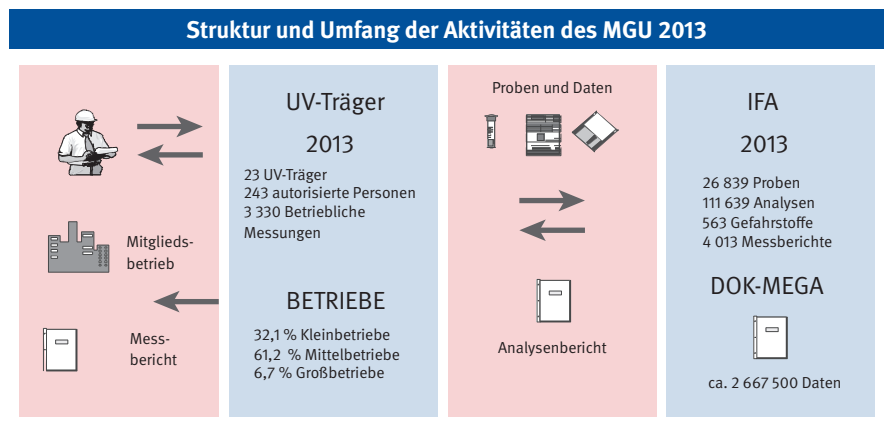 Struktur und Umfang der Aktivitäten des MGU 2013
Mitglieds-
betrieb
Mess-
bericht
UV-Träger
2013
23 UV-Träger
243 autorisierte Personen
3 330 Betriebliche
Messungen
BETRIEBE
32,1 % Kleinbetriebe
61,2 % Mittelbetriebe
6,7 % Großbetriebe
Proben und Daten
Analysenbericht
IFA
2013
26 839 Proben
111 639 Analysen
563 Gefahrstoffe
4 013 Messberichte
DOK-MEGA
ca. 2 667 500 Daten